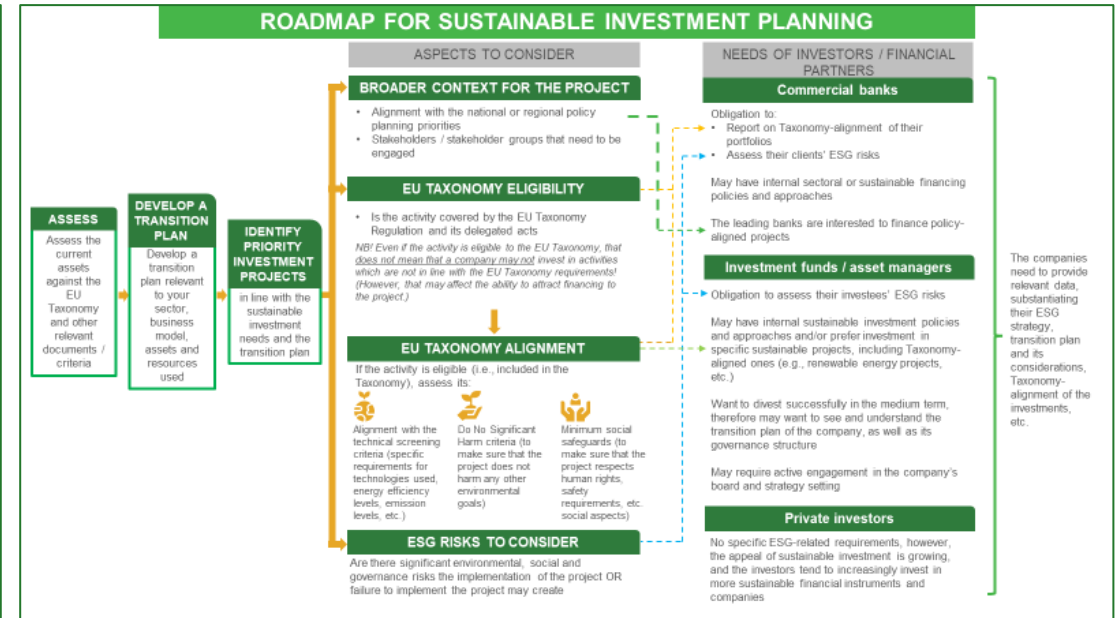 ROADMAP FOR SUSTAINABLE INVESTMENT PLANNING
ASSESS
Assess the
current
assets
against the
EU
Taxonomy
and other
relevant
documents /
criteria
DEVELOP A
TRANSITION
PLAN
Develop a
transition
plan relevant
to your
sector,
business
model,
assets and
resources
used
IDENTIFY
PRIORITY
INVESTMENT
PROJECTS
in line with the
sustainable
investment
needs and the
transition plan
ASPECTS TO CONSIDER
BROADER CONTEXT FOR THE PROJECT
• Alignment with the national or regional policy
planning priorities
• Stakeholders / stakeholder groups that need to be
engaged
EU TAXONOMY ELIGIBILITY
• Is the activity covered by the EU Taxonomy
Regulation and its delegated acts
NB! Even if the activity is eligible to the EU Taxonomy, that
does not mean that a company may not invest in activities
which are not in line with the EU Taxonomy requirements!
(However, that may affect the ability to attract financing to
the project.)
EU TAXONOMY ALIGNMENT
If the activity is eligible (i.e., included in the
Taxonomy), assess its:
Alignment with the
technical screening
criteria (specific
requirements for
technologies used,
energy efficiency
levels, emission
levels, etc.)
Do No Significant
Harm criteria (to
make sure that the
project does not
harm any other
environmental
goals)
Minimum social
safeguards (to
make sure that the
project respects
human rights,
safety
requirements, etc.
social aspects)
ESG RISKS TO CONSIDER
Are there significant environmental, social and
governance risks the implementation of the project OR
failure to implement the project may create
NEEDS OF INVESTORS / FINANCIAL
PARTNERS
Commercial banks
Obligation to:
• Report on Taxonomy-alignment of their
portfolios
• Assess their clients' ESG risks
May have internal sectoral or sustainable financing
policies and approaches
The leading banks are interested to finance policy-
aligned projects
Investment funds / asset managers
Obligation to assess their investees' ESG risks
May have internal sustainable investment policies
and approaches and/or prefer investment in
specific sustainable projects, including Taxonomy-
aligned ones (e.g., renewable energy projects,
etc.)
Want to divest successfully in the medium term,
therefore may want to see and understand the
transition plan of the company, as well as its
governance structure
May require active engagement in the company's
board and strategy setting
Private investors
No specific ESG-related requirements, however,
the appeal of sustainable investment is growing,
and the investors tend to increasingly invest in
more sustainable financial instruments and
companies
The companies
need to provide
relevant data,
substantiating
their ESG
strategy,
transition plan
and its
considerations,
Taxonomy-
alignment of the
investments,
etc.